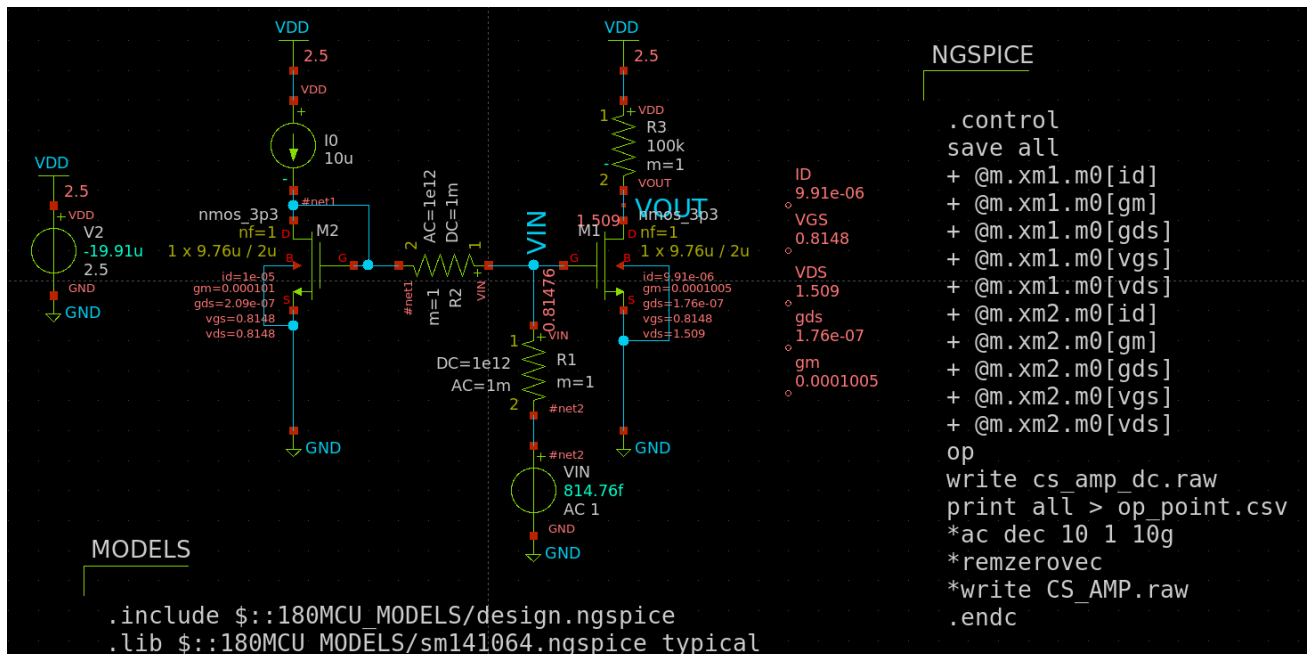 VDD
2.5
VDD
+
I0
10u
-
#net1
VDD
2.5
+ VDD
V2
-19.91u
2.5
GND
GND
nmos_3p3
nf=1
1 x 9.76u / 2u
M2
D
B
G
S
id=1e-05
gm=0.000101
gds=2.09e-07
vgs=0.8148
vds=0.8148
GND
AC=1e12
DC=1m
2
1
#net1
m=1
R2
VIN +
VIN
0.81476
1
+ VIN
DC=1e12
AC=1m
R1
m=1
2
#net2
+ #net2
VIN
814.76f
AC 1
GND
GND
VDD
2.5
1
+ VDD
R3
100k
m=1
-
2
VOUT
VOUT
1.509
nmos_3p3
M1
nf=1
1 x 9.76u / 2u
D
B
G
S
id=9.91e-06
gm=0.0001005
gds=1.76e-07
vgs=0.8148
vds=1.509
GND
ID
9.91e-06
VGS
0.8148
VDS
1.509
gds
1.76e-07
gm
0.0001005
NGSPICE
.control
save all
+ @m.xm1.m0[id]
+ @m.xm1.m0[gm]
+ @m.xm1.m0[gds]
+ @m.xm1.m0[vgs]
+ @m.xm1.m0[vds]
+ @m.xm2.m0[id]
+ @m.xm2.m0[gm]
+ @m.xm2.m0[gds]
+ @m.xm2.m0[vgs]
+ @m.xm2.m0[vds]
op
write cs_amp_dc.raw
print all > op_point.csv
*ac dec 10 1 10g
*remzerovec
*write CS_AMP.raw
.endc
MODELS
.include $::180MCU_MODELS/design.ngspice
.lib $::180MCU_MODELS/sm141064.ngspice typical